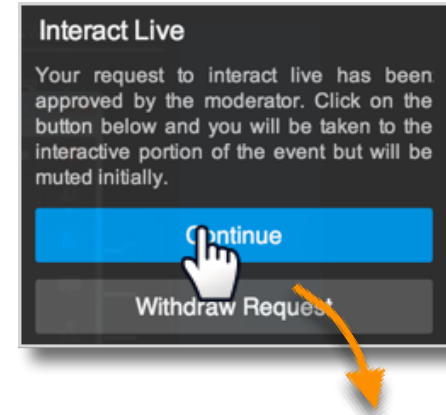 Interact Live
Your request to interact live has been
approved by the moderator. Click on the
button below and you will be taken to the
interactive portion of the event but will be
muted initially.
Continue
Withdraw Request